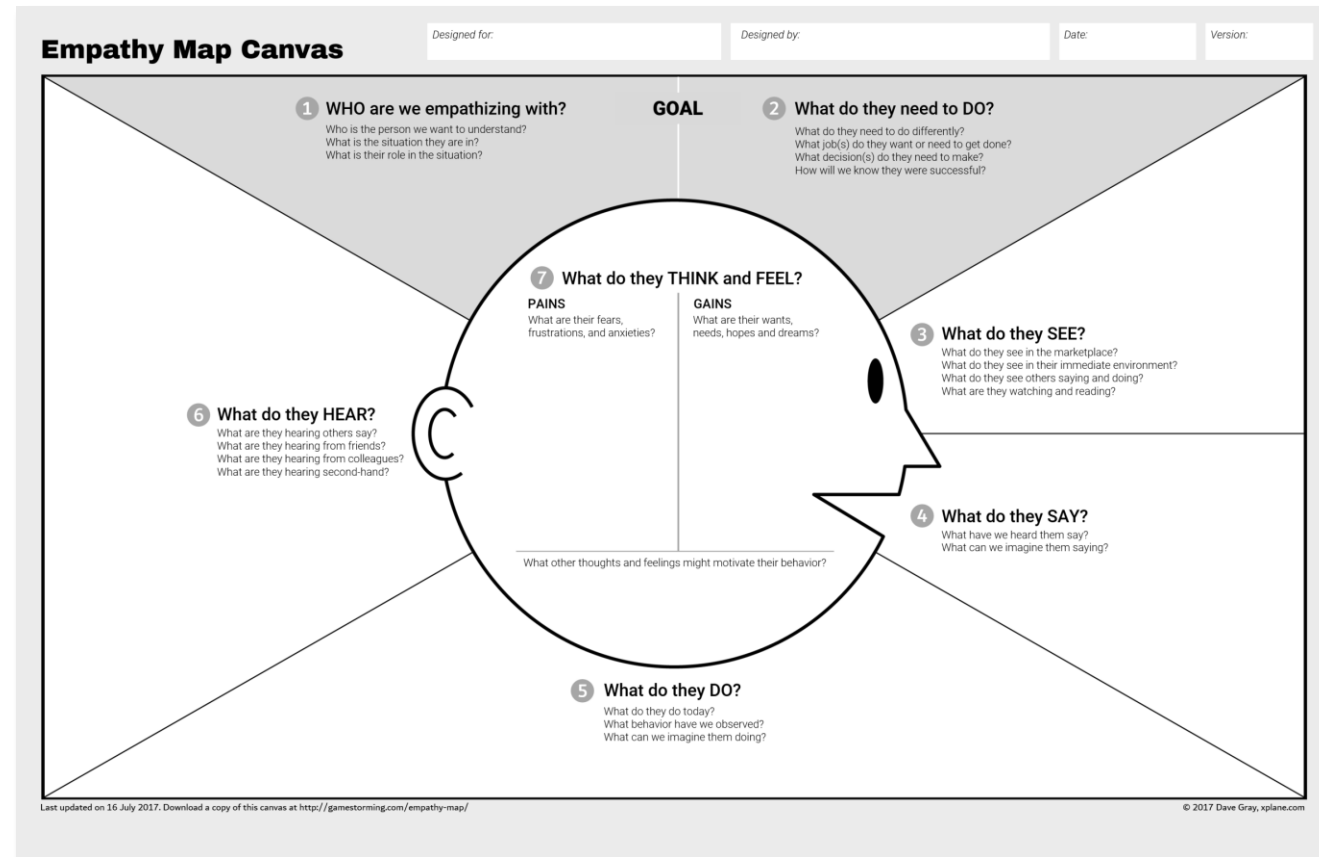 Empathy Map Canvas
Designed for:
Designed by:
Date:
Version:
1 WHO are we empathizing with?
Who is the person we want to understand?
What is the situation they are in?
What is their role in the situation?
GOAL
2 What do they need to DO?
What do they need to do differently?
What job(s) do they want or need to get done?
What decision(s) do they need to make?
How will we know they were successful?
3 What do they SEE?
What do they see in the marketplace?
What do they see in their immediate environment?
What do they see others saying and doing?
What are they watching and reading?
4 What do they SAY?
What have we heard them say?
What can we imagine them saying?
5 What do they DO?
What do they do today?
What behavior have we observed?
What can we imagine them doing?
6 What do they HEAR?
What are they hearing others say?
What are they hearing from friends?
What are they hearing from colleagues?
What are they hearing second-hand?
7 What do they THINK and FEEL?
PAINS
What are their fears,
frustrations, and anxieties?
GAINS
What are their wants,
needs, hopes and dreams?
What other thoughts and feelings might motivate their behavior?
Last updated on 16 July 2017. Download a copy of this canvas at http://gamestorming.com/empathy-map/
© 2017 Dave Gray, xplane.com